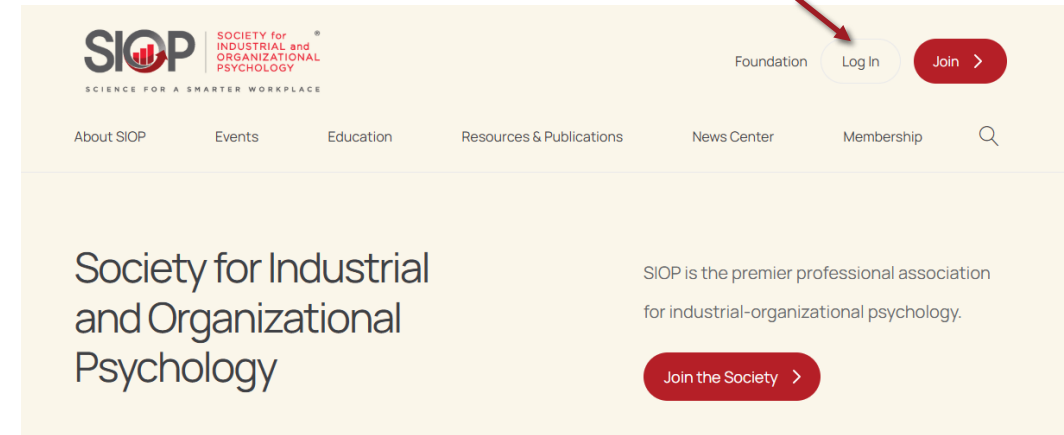 SIOP
SOCIETY for
INDUSTRIAL and
ORGANIZATIONAL
PSYCHOLOGY
®
SCIENCE FOR A SMARTER WORKPLACE
Foundation
Log In
Join
About SIOP
Events
Education
Resources & Publications
News Center
Membership
Society for Industrial
and Organizational
Psychology
SIOP is the premier professional association
for industrial-organizational psychology.
Join the Society